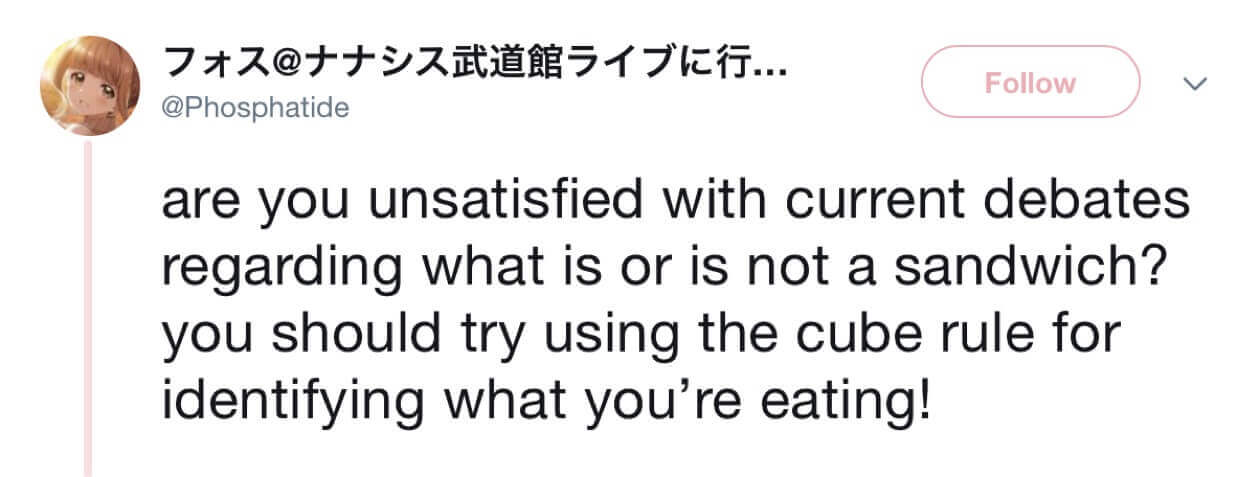 フォス@ナナシス武道館ライブに行...
@Phosphatide
Follow
are you unsatisfied with current debates
regarding what is or is not a sandwich?
you should try using the cube rule for
identifying what you’re eating!